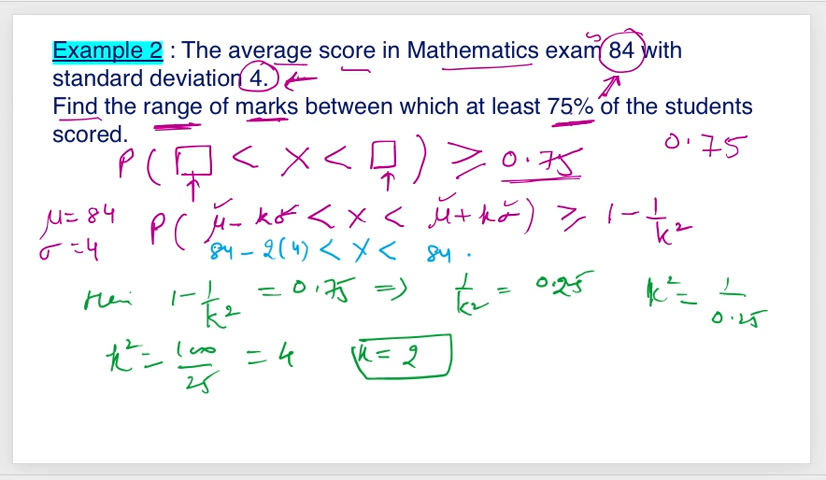 Example 2 : The average score in Mathematics exam 84 with
standard deviation 4.
Find the range of marks between which at least 75% of the students
scored.
0.75
P( □ < X < □ ) ≥ 0.75
μ = 84
σ = 4
P( μ - kσ < X < μ + kσ ) ≥ 1 - 1/k²
84 - 2(4) < X < 84 .
1 - 1/k² = 0.75 => 1/k² = 0.25 k² = 1/0.25
k² = 100/25 = 4 k = 2